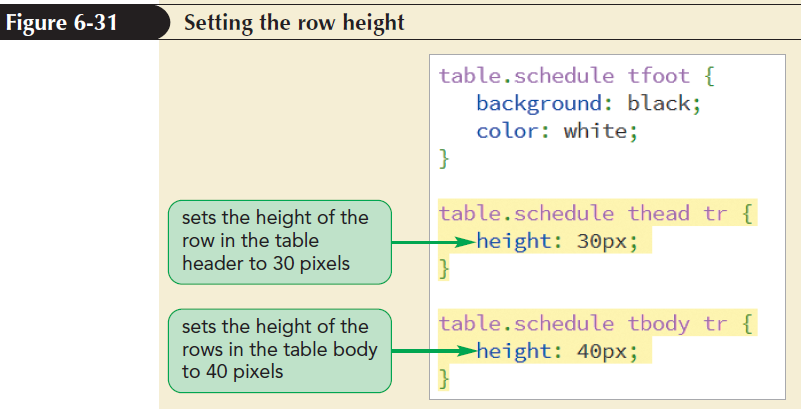 Figure 6-31 Setting the row height
table.schedule tfoot {
background: black;
color: white;
}
sets the height of the
row in the table
header to 30 pixels
table.schedule thead tr {
height: 30px;
}
sets the height of the
rows in the table body
to 40 pixels
table.schedule tbody tr {
height: 40px;
}